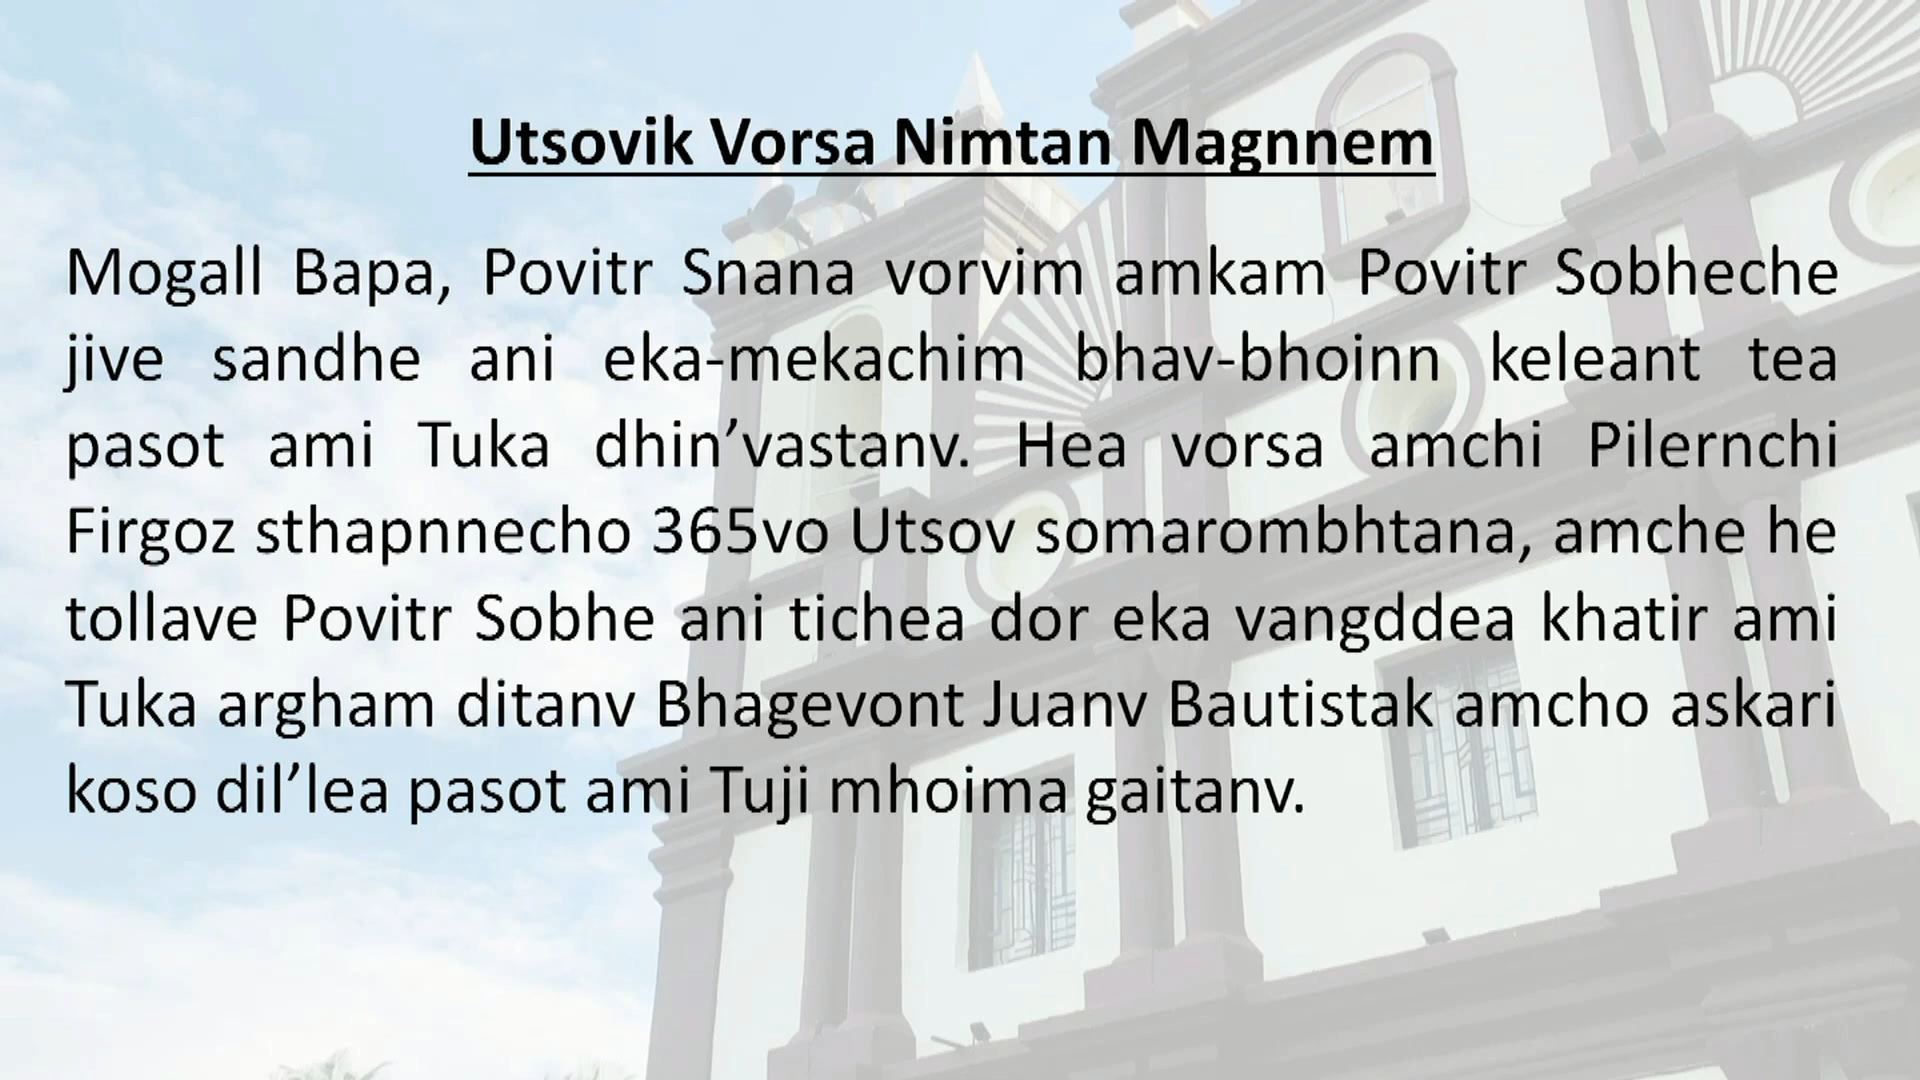 Utsovik Vorsa Nimtan Magnnem
Mogall Bapa, Povitr Snana vorvim amkam Povitr Sobheche
jive sandhe ani eka-mekachim bhav-bhoinn keleant tea
pasot ami Tuka dhin’vastanv. Hea vorsa amchi Pilernchi
Firgoz sthapnnecho 365vo Utsov somarombhtana, amche he
tollave Povitr Sobhe ani tichea dor eka vangddea khatir ami
Tuka argham ditanv Bhagevont Juanv Bautistak amcho askari
koso dil’lea pasot ami Tuji mhoima gaitanv.